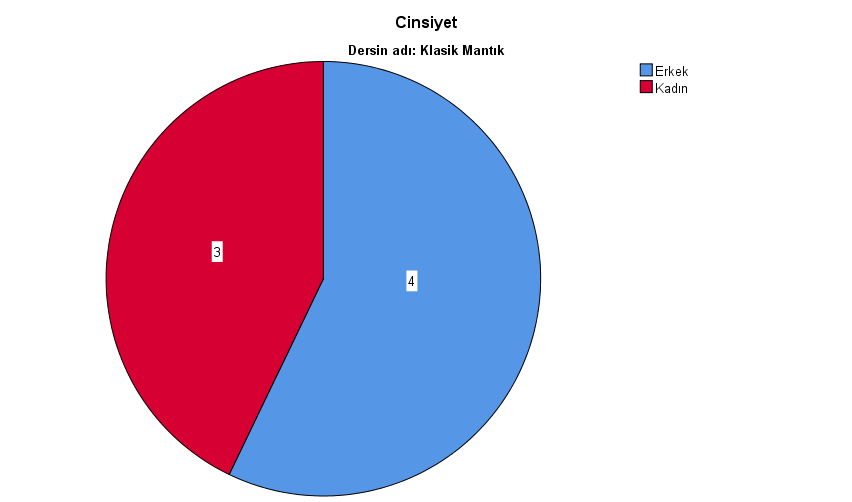 Cinsiyet
Dersin adı: Klasik Mantık
Erkek
Kadın
3
4